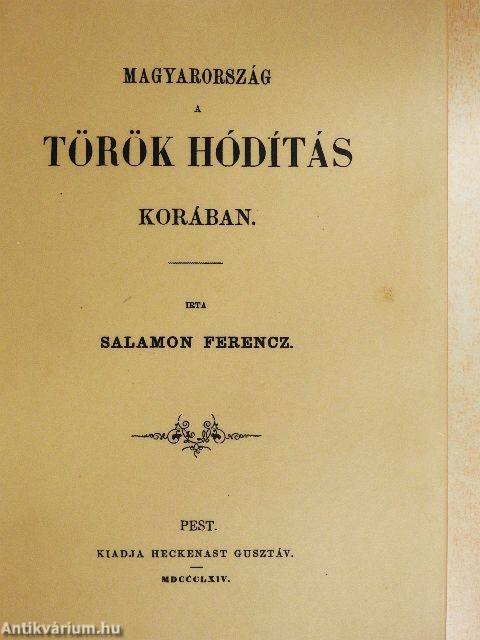 MAGYARORSZÁG
A
TÖRÖK HÓDÍTÁS
KORÁBAN.
IRTA
SALAMON FERENCZ.
PEST.
KIADJA HECKENAST GUSZTÁV.
MDCCCLXIV.
Antikvárium.hu